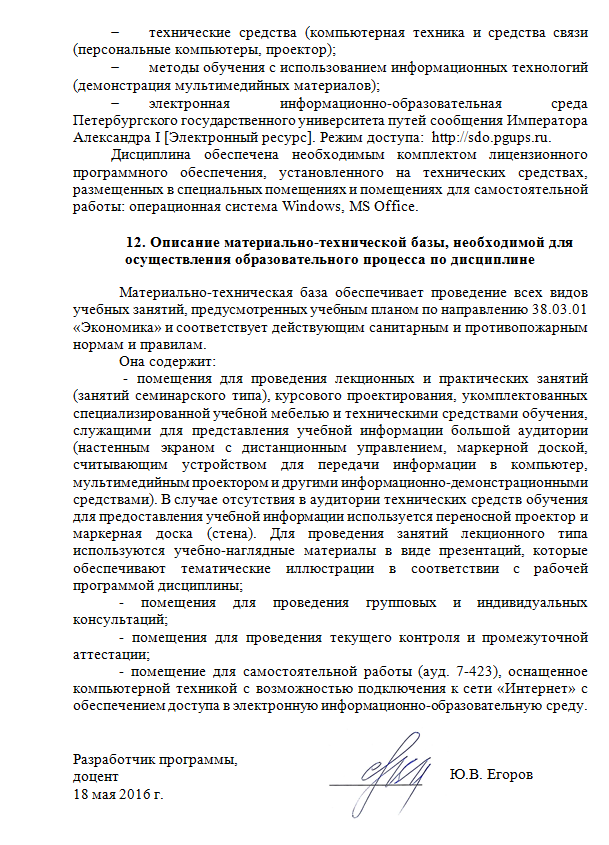 – технические средства (компьютерная техника и средства связи
(персональные компьютеры, проектор);
– методы обучения с использованием информационных технологий
(демонстрация мультимедийных материалов);
– электронная информационно-образовательная среда
Петербургского государственного университета путей сообщения Императора
Александра I [Электронный ресурс]. Режим доступа: http://sdo.pgups.ru.
Дисциплина обеспечена необходимым комплектом лицензионного
программного обеспечения, установленного на технических средствах,
размещенных в специальных помещениях и помещениях для самостоятельной
работы: операционная система Windows, MS Office.
12. Описание материально-технической базы, необходимой для
осуществления образовательного процесса по дисциплине
Материально-техническая база обеспечивает проведение всех видов
учебных занятий, предусмотренных учебным планом по направлению 38.03.01
«Экономика» и соответствует действующим санитарным и противопожарным
нормам и правилам.
Она содержит:
- помещения для проведения лекционных и практических занятий
(занятий семинарского типа), курсового проектирования, укомплектованных
специализированной учебной мебелью и техническими средствами обучения,
служащими для представления учебной информации большой аудитории
(настенным экраном с дистанционным управлением, маркерной доской,
считывающим устройством для передачи информации в компьютер,
мультимедийным проектором и другими информационно-демонстрационными
средствами). В случае отсутствия в аудитории технических средств обучения
для предоставления учебной информации используется переносной проектор и
маркерная доска (стена). Для проведения занятий лекционного типа
используются учебно-наглядные материалы в виде презентаций, которые
обеспечивают тематические иллюстрации в соответствии с рабочей
программой дисциплины;
- помещения для проведения групповых и индивидуальных
консультаций;
- помещения для проведения текущего контроля и промежуточной
аттестации;
- помещение для самостоятельной работы (ауд. 7-423), оснащенное
компьютерной техникой с возможностью подключения к сети «Интернет» с
обеспечением доступа в электронную информационно-образовательную среду.
Разработчик программы,
доцент
Ю.В. Егоров
18 мая 2016 г.